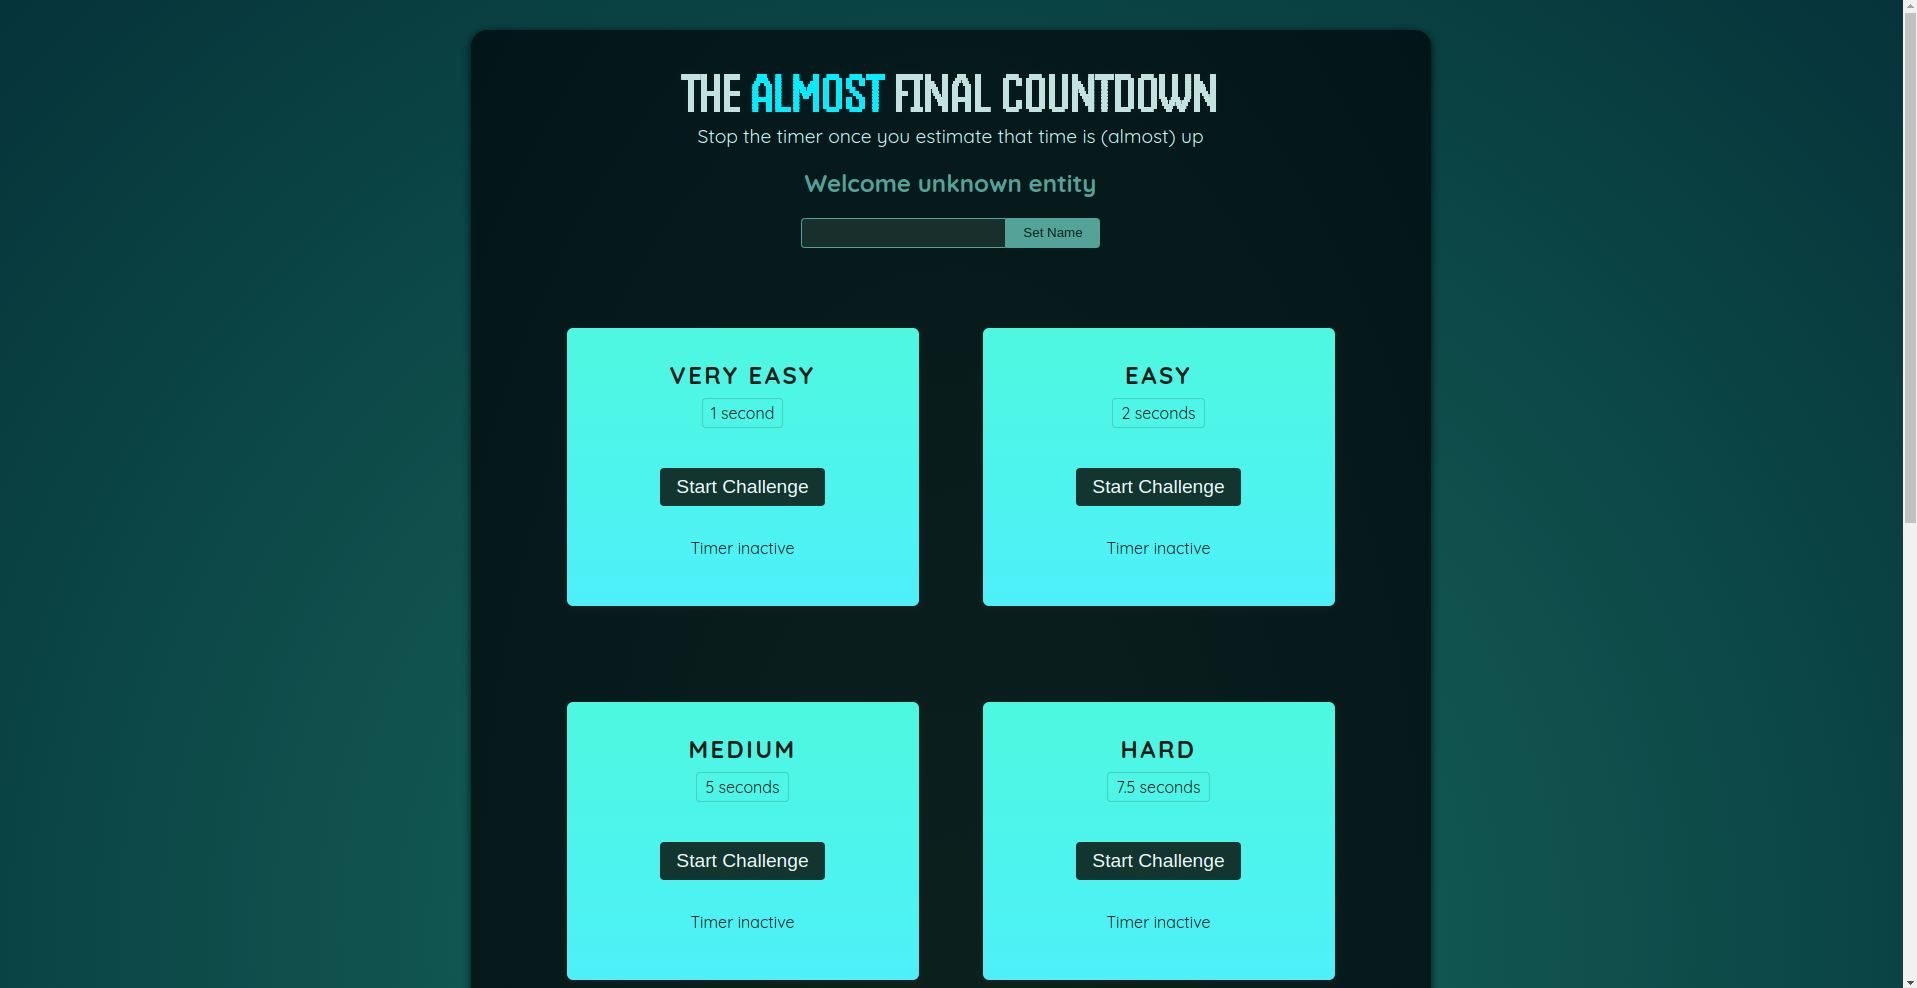 THE ALMOST FINAL COUNTDOWN
Stop the timer once you estimate that time is (almost) up
Welcome unknown entity
Set Name
VERY EASY
1 second
Start Challenge
Timer inactive
EASY
2 seconds
Start Challenge
Timer inactive
MEDIUM
5 seconds
Start Challenge
Timer inactive
HARD
7.5 seconds
Start Challenge
Timer inactive